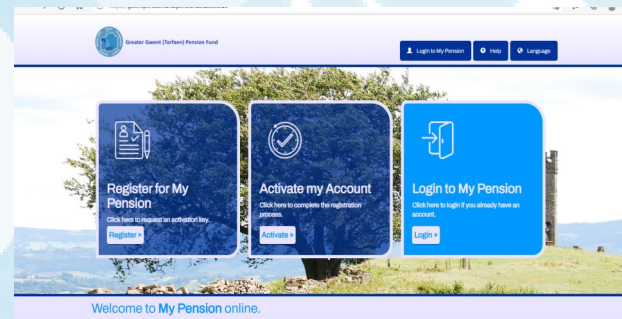 Greater Gwent (Torfaen) Pension Fund
Login to My Pension
Help
Language
Register for My
Pension
Click here to request an activation key.
Register »
Activate my Account
Click here to complete the registration
process.
Activate »
Login to My Pension
Click here to login if you already have an
account.
Login »
Welcome to My Pension online.